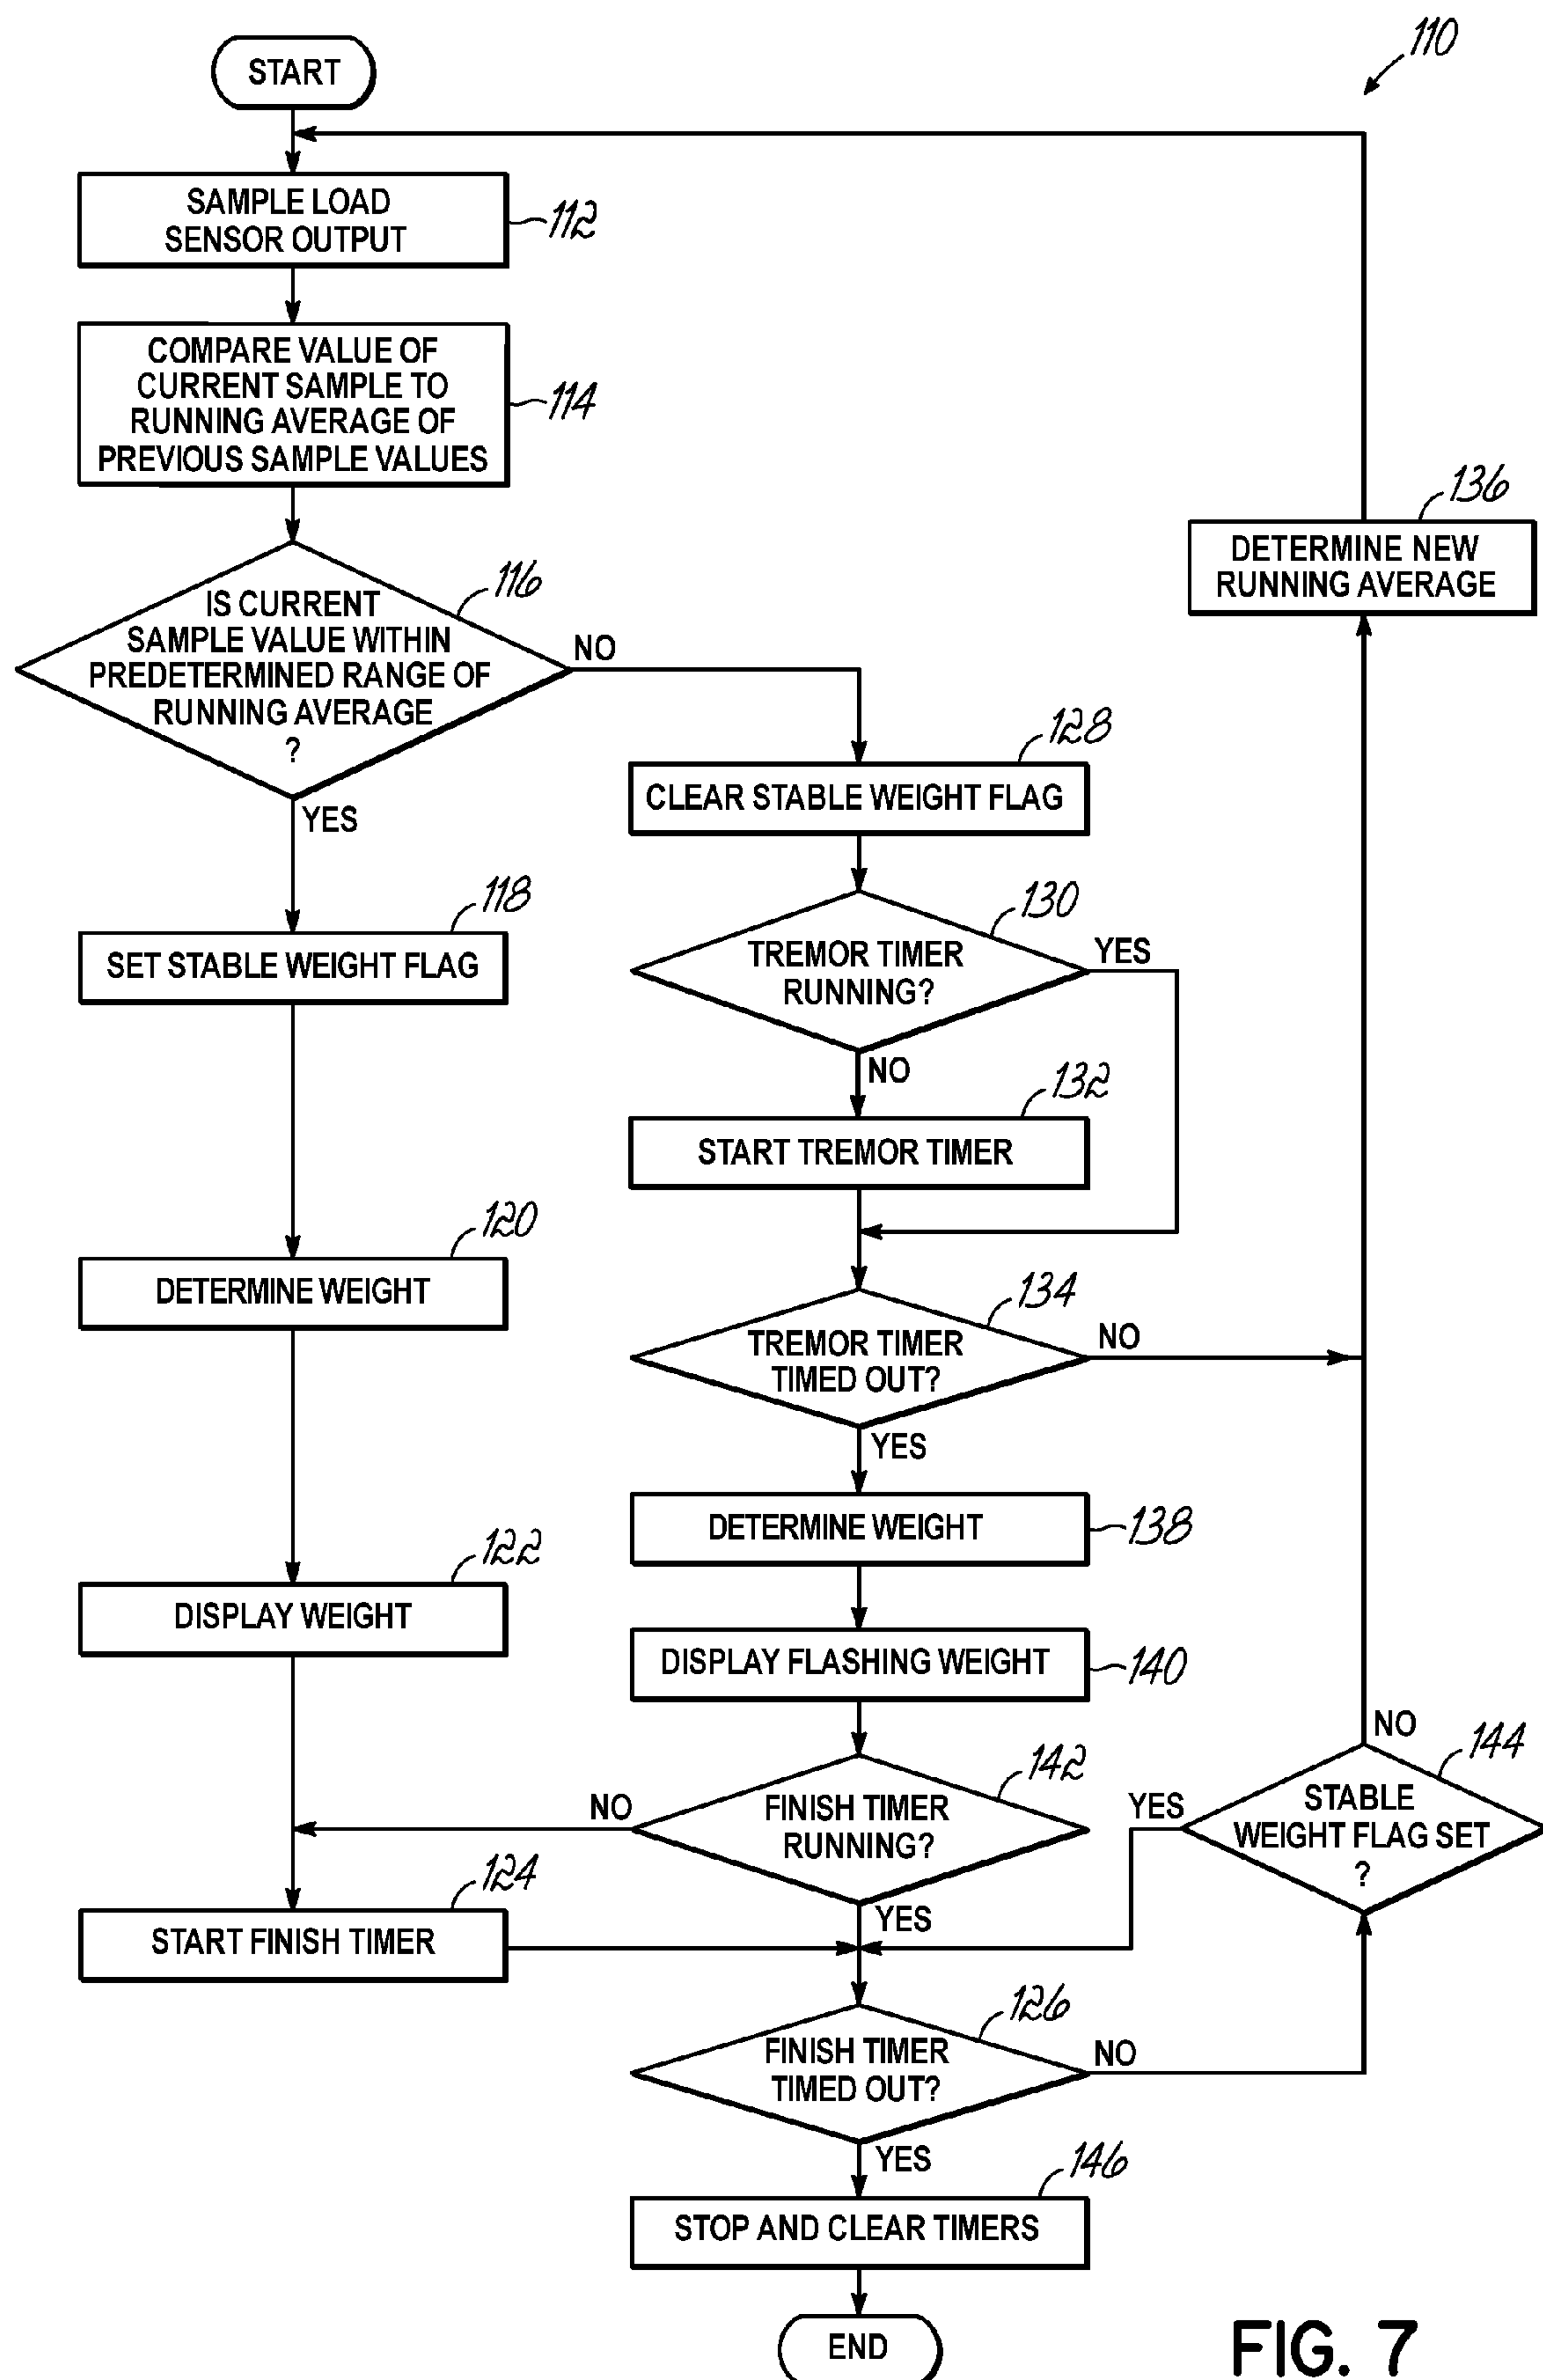 110
START
SAMPLE LOAD
SENSOR OUTPUT
112
COMPARE VALUE OF
CURRENT SAMPLE TO
RUNNING AVERAGE OF
PREVIOUS SAMPLE VALUES
114
IS CURRENT
SAMPLE VALUE WITHIN
PREDETERMINED RANGE OF
RUNNING AVERAGE
?
116
NO
YES
118
SET STABLE WEIGHT FLAG
120
DETERMINE WEIGHT
122
DISPLAY WEIGHT
124
START FINISH TIMER
128
CLEAR STABLE WEIGHT FLAG
130
TREMOR TIMER
RUNNING?
YES
NO
132
START TREMOR TIMER
134
TREMOR TIMER
TIMED OUT?
NO
YES
DETERMINE WEIGHT
138
DISPLAY FLASHING WEIGHT
140
142
FINISH TIMER
RUNNING?
NO
YES
126
FINISH TIMER
TIMED OUT?
NO
YES
146
STOP AND CLEAR TIMERS
END
136
DETERMINE NEW
RUNNING AVERAGE
NO
144
YES
STABLE
WEIGHT FLAG SET
?
FIG. 7